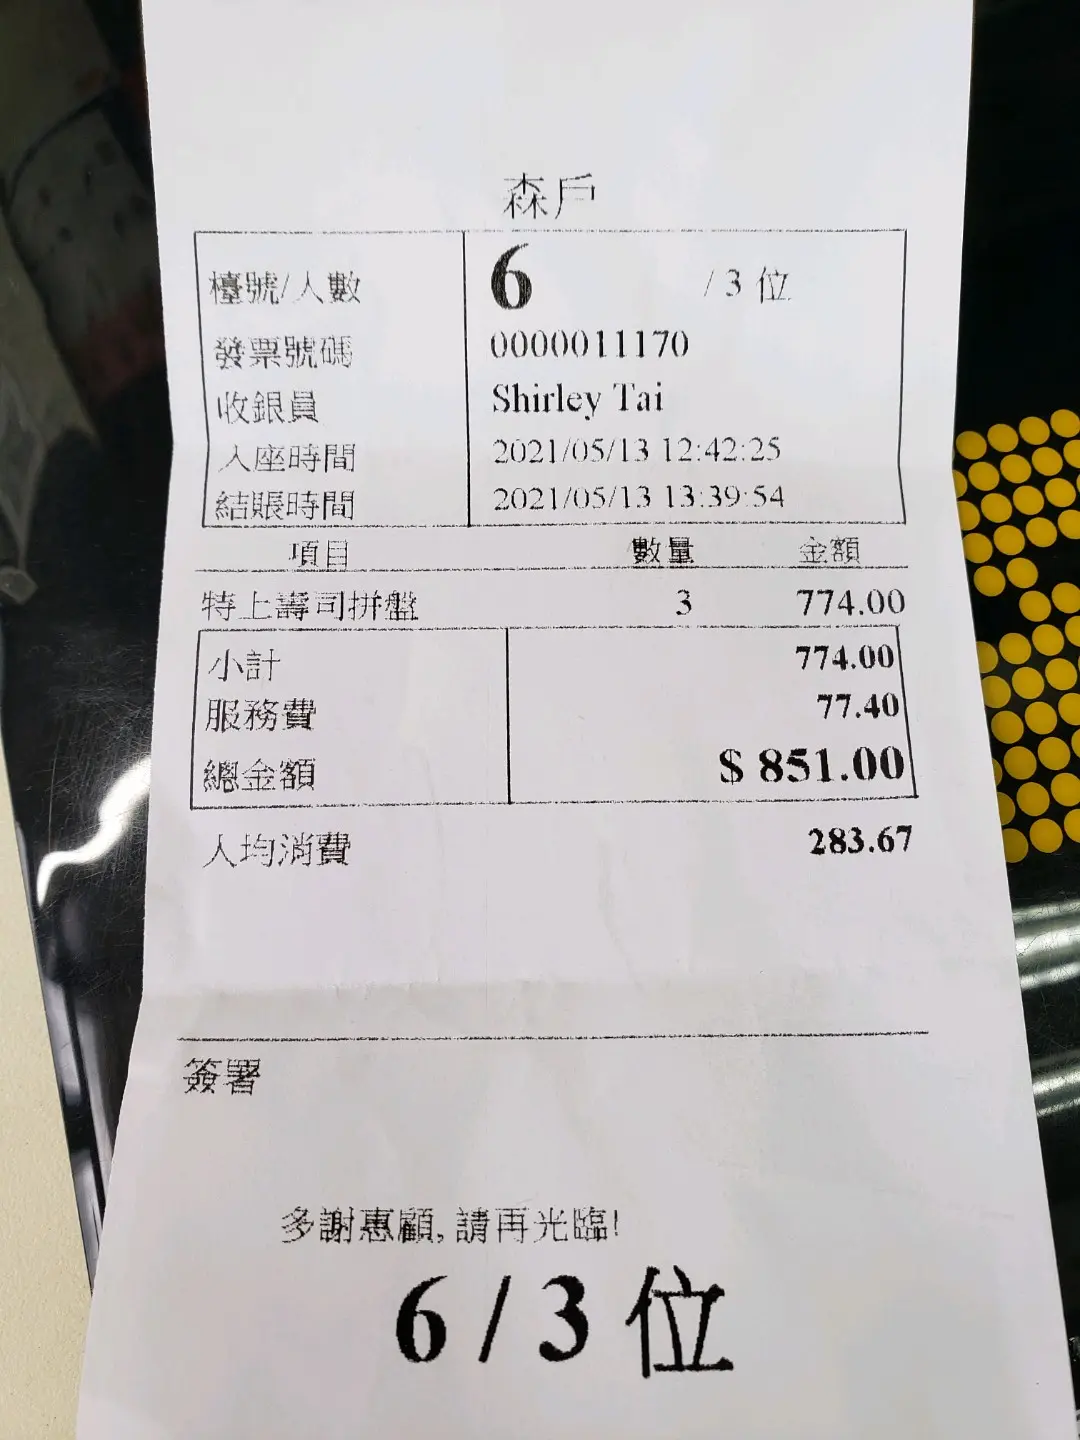 森戶
檯號/人數 6 / 3 位
發票號碼 0000011170
收銀員 Shirley Tai
入座時間 2021/05/13 12:42:25
結賬時間 2021/05/13 13:39:54
項目 數量 金額
特上壽司拼盤 3 774.00
小計 774.00
服務費 77.40
總金額 $ 851.00
人均消費 283.67
簽署
多謝惠顧, 請再光臨!
6 / 3 位